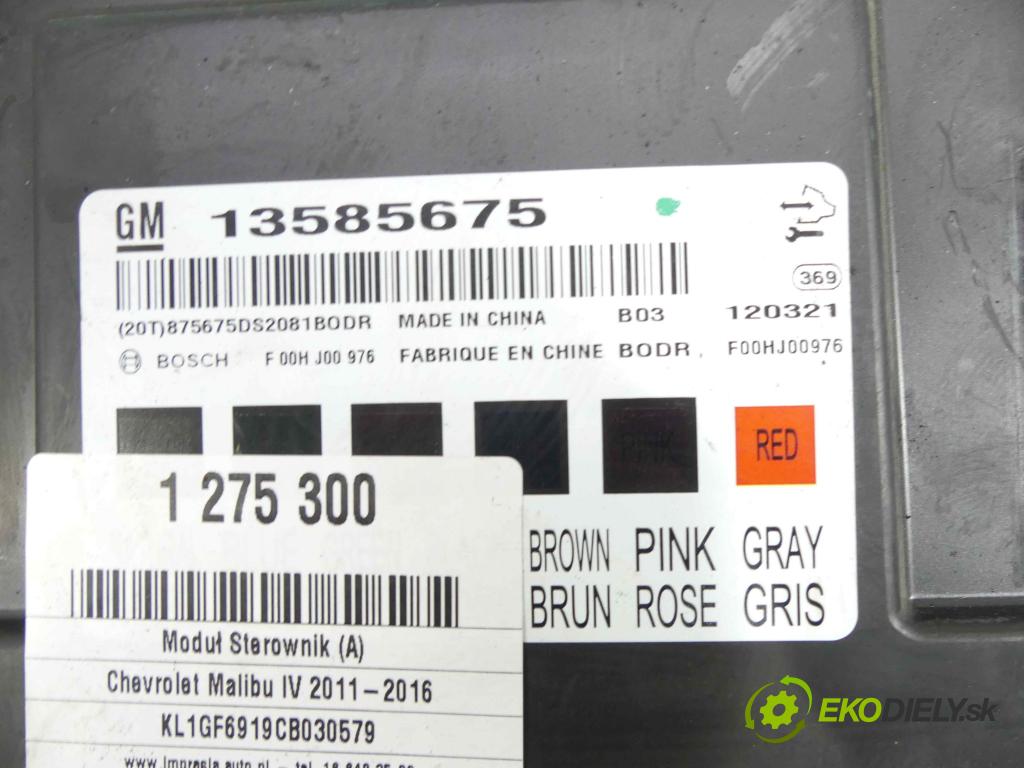 GM 13585675
369
(20T)875675DS2081BODR MADE IN CHINA B03 120321
BOSCH F 00H J00 976 FABRIQUE EN CHINE BODR F00HJ00976
PINK RED
BROWN PINK GRAY
BRUN ROSE GRIS
1 275 300
Moduł Sterownik (A)
Chevrolet Malibu IV 2011-2016
KL1GF6919CB030579
EKODIELY.sk